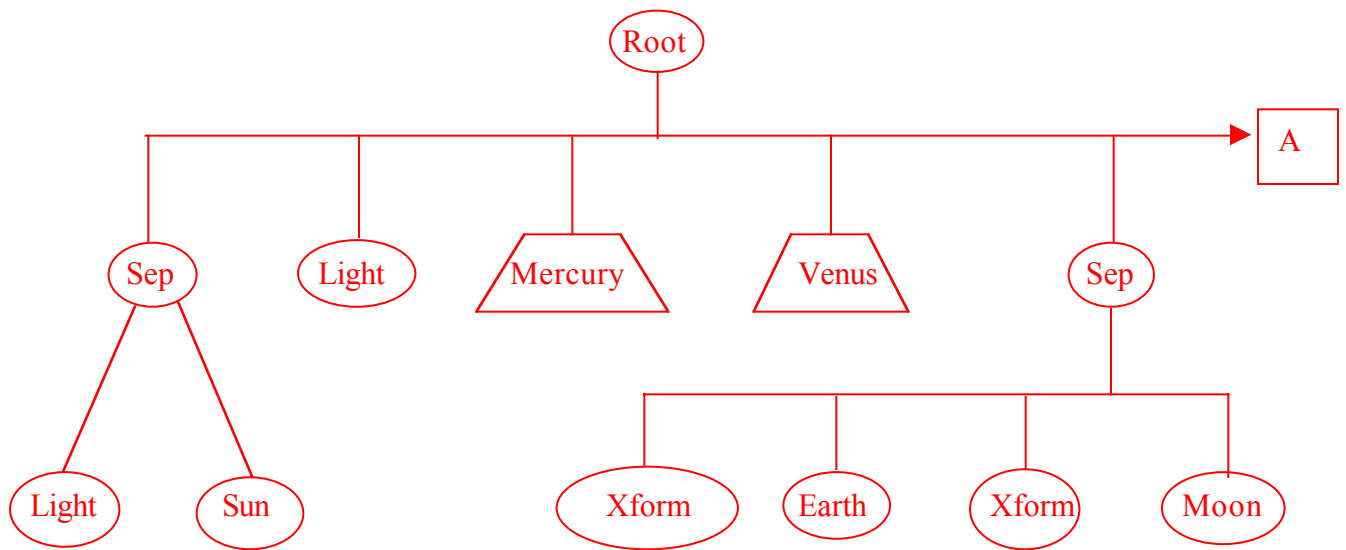 Root
A
Sep
Light
Mercury
Venus
Sep
Light
Sun
Xform
Earth
Xform
Moon